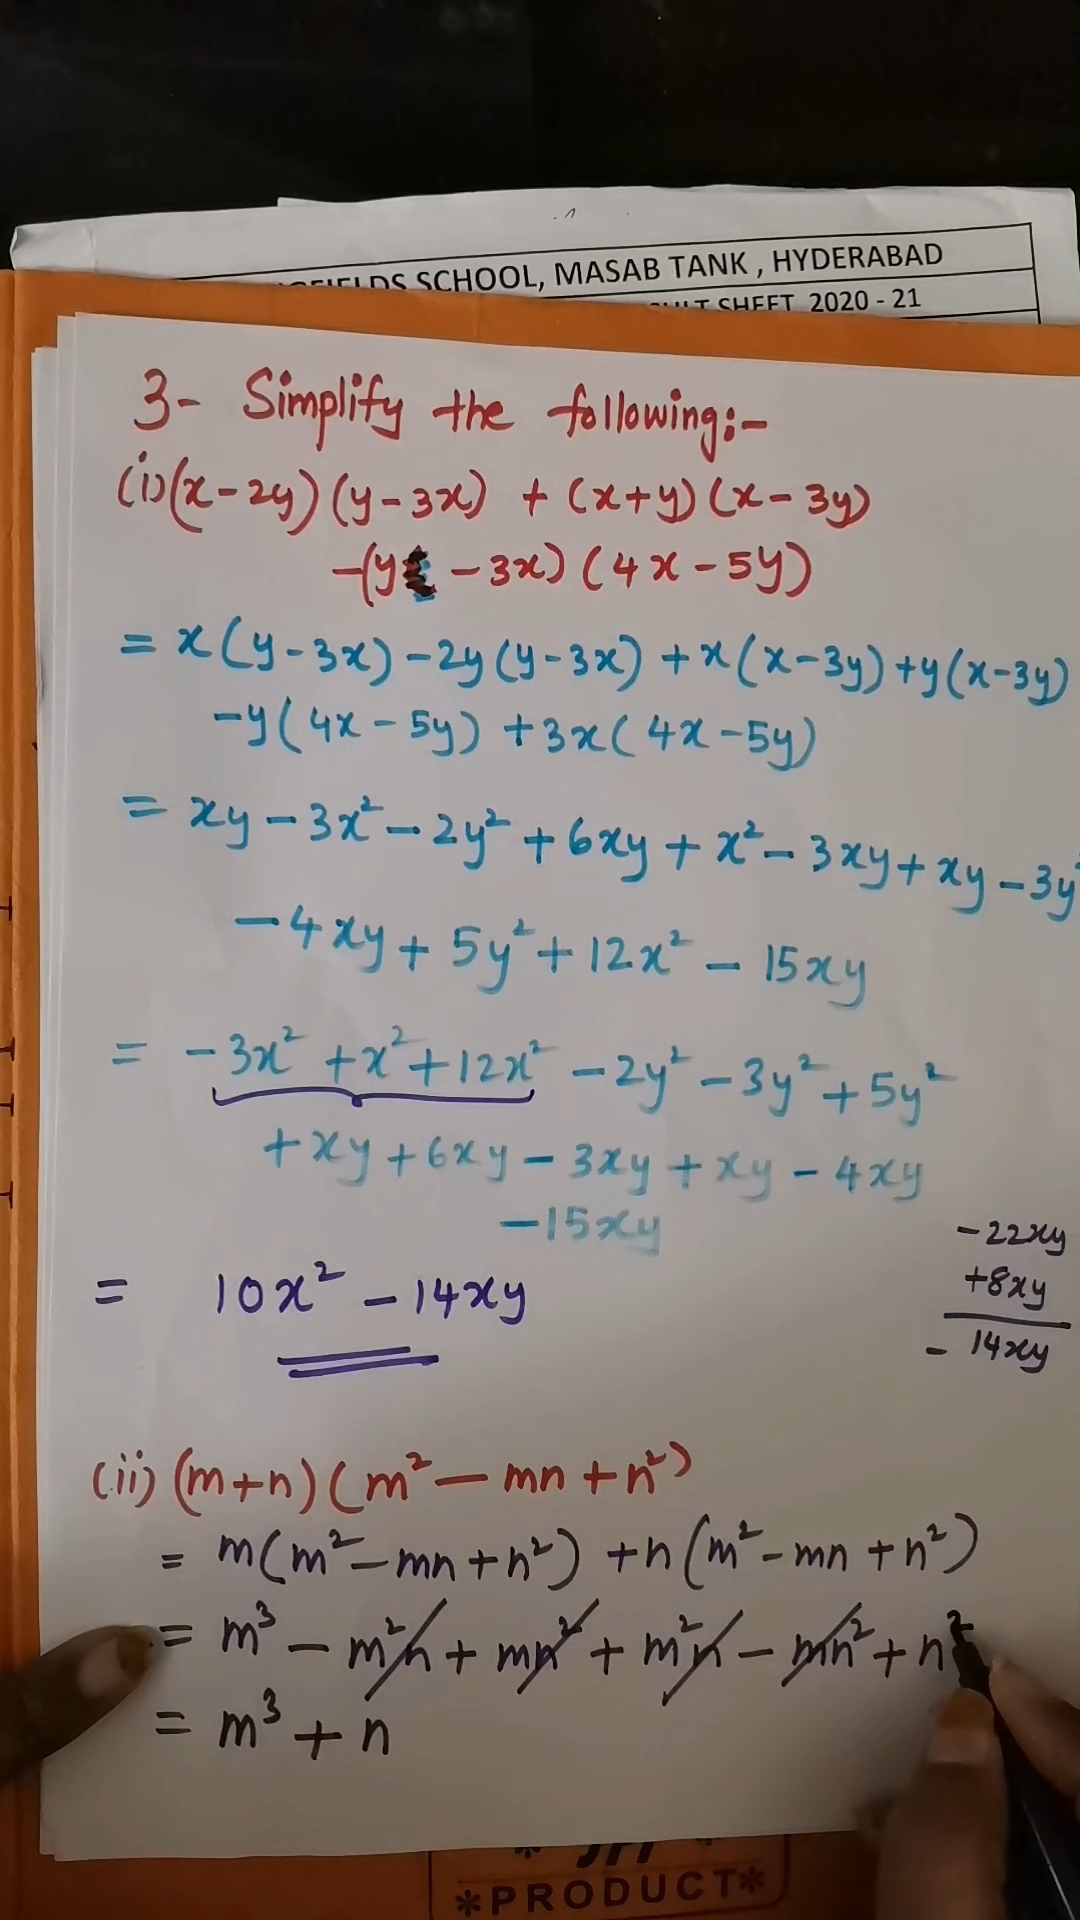 SCHOOL, MASAB TANK , HYDERABAD
SHEET 2020 - 21
3- Simplify the following:-
(i) (x-2y) (y-3x) + (x+y) (x-3y)
-(y -3x) (4x-5y)
= x(y-3x) -2y(y-3x) +x(x-3y) +y(x-3y)
-y(4x-5y) +3x(4x-5y)
= xy-3x²-2y²+6xy+x²-3xy+xy-3y²
-4xy+5y²+12x²-15xy
= -3x²+x²+12x²-2y²-3y²+5y²
+xy+6xy-3xy+xy-4xy
-15xy
-22xy
+8xy
- 14xy
= 10x²-14xy
(ii) (m+n) (m²-mn+n²)
= m(m²-mn+n²) +n(m²-mn+n²)
= m³-m²n+mn²+m²n-mn²+n
= m³+n
*PRODUCT*